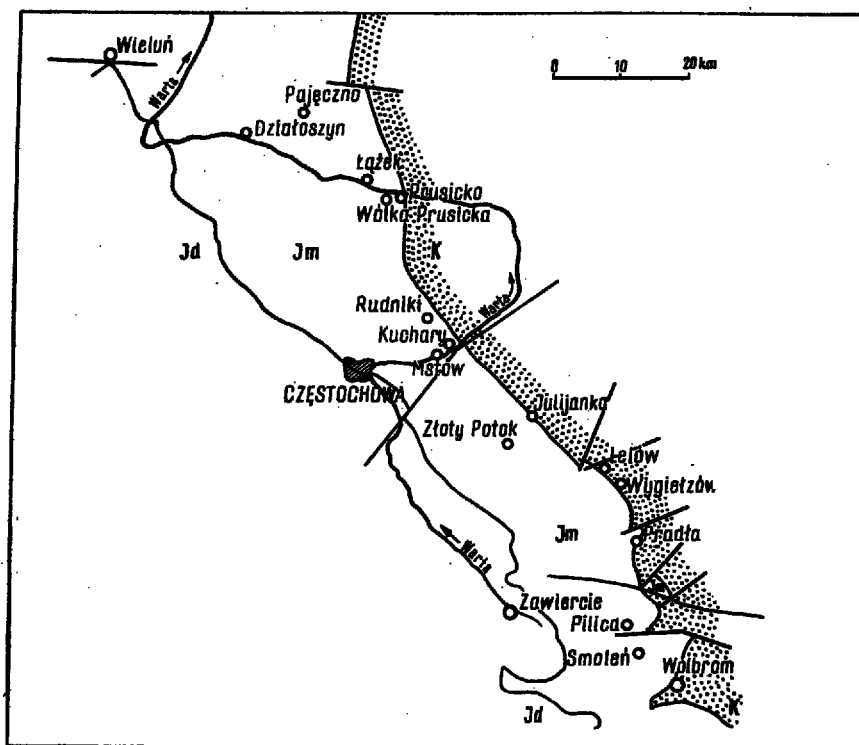 Wieluń
Warta
0 10 20 km
Pajęczno
Działoszyn
Łążek
Prusicko
Wólka Prusicka
Jd
Jm
K
Rudniki
Warta
Kuchary
Mstów
CZĘSTOCHOWA
Julijanka
Złoty Potok
Lelów
Wygiełzów
Jm
Pradła
Warta
Zawiercie
Pilica
Smoleń
Wolbrom
Jd
K